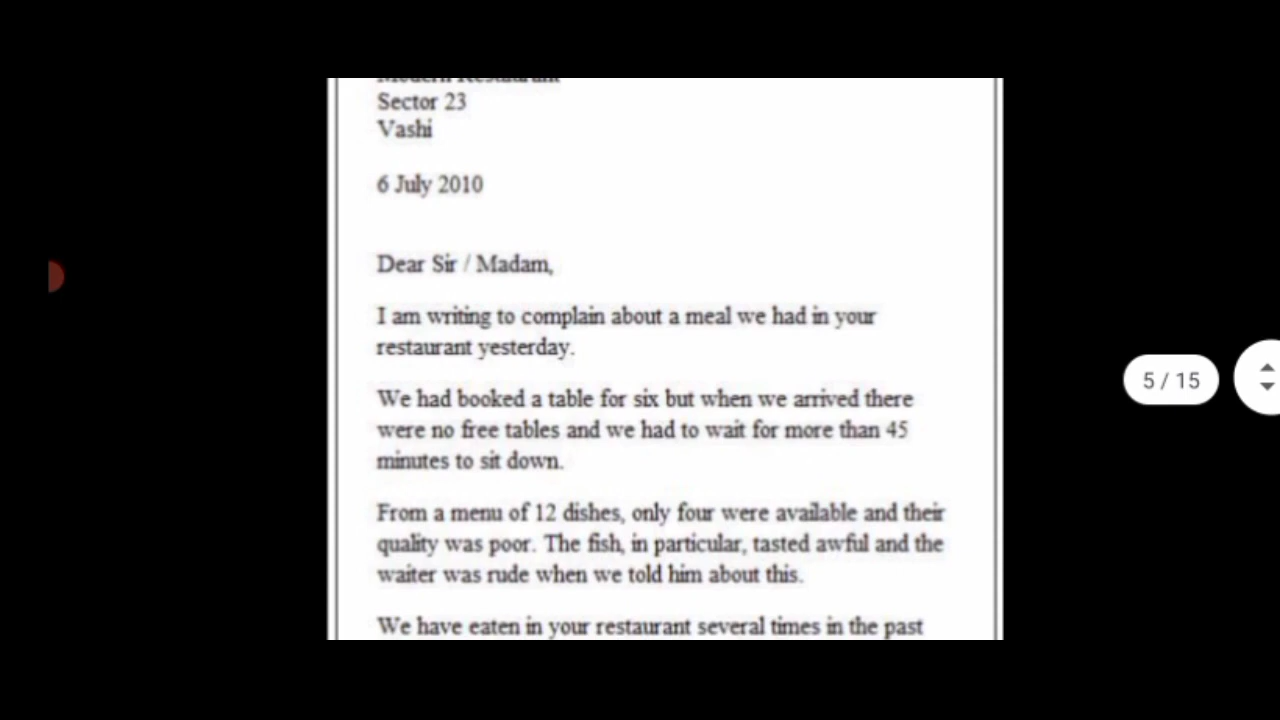 Modern Restaurant
Sector 23
Vashi
6 July 2010
Dear Sir / Madam,
I am writing to complain about a meal we had in your
restaurant yesterday.
We had booked a table for six but when we arrived there
were no free tables and we had to wait for more than 45
minutes to sit down.
From a menu of 12 dishes, only four were available and their
quality was poor. The fish, in particular, tasted awful and the
waiter was rude when we told him about this.
We have eaten in your restaurant several times in the past
5 / 15